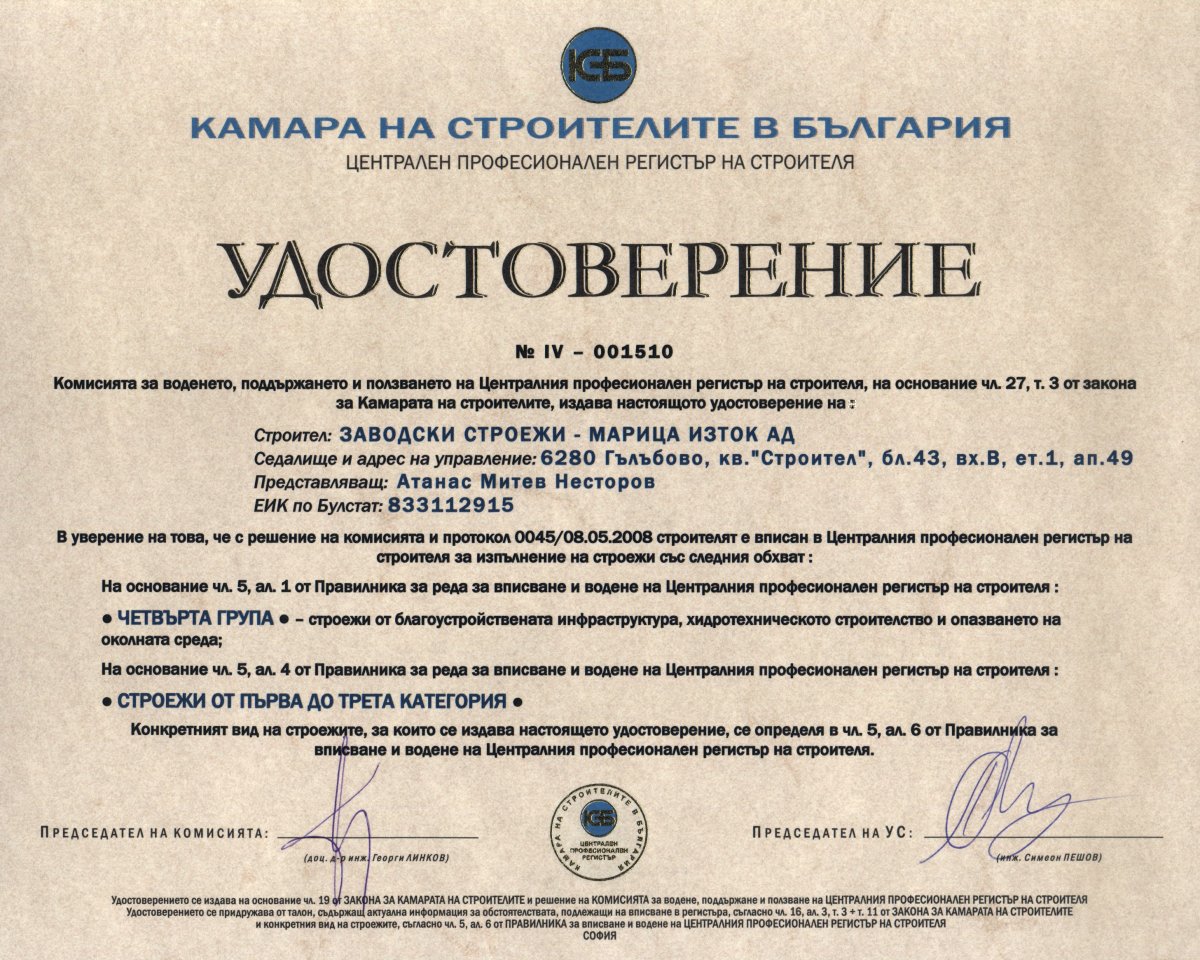 КСБ
КАМАРА НА СТРОИТЕЛИТЕ В БЪЛГАРИЯ
ЦЕНТРАЛЕН ПРОФЕСИОНАЛЕН РЕГИСТЪР НА СТРОИТЕЛЯ
УДОСТОВЕРЕНИЕ
№ IV – 001510
Комисията за воденето, поддържането и ползването на Централния професионален регистър на строителя, на основание чл. 27, т. 3 от закона
за Камарата на строителите, издава настоящото удостоверение на :
Строител: ЗАВОДСКИ СТРОЕЖИ - МАРИЦА ИЗТОК АД
Седалище и адрес на управление: 6280 Гълъбово, кв."Строител", бл.43, вх.В, ет.1, ап.49
Представляващ: Атанас Митев Несторов
ЕИК по Булстат: 833112915
В уверение на това, че с решение на комисията и протокол 0045/08.05.2008 строителят е вписан в Централния професионален регистър на
строителя за изпълнение на строежи със следния обхват :
На основание чл. 5, ал. 1 от Правилника за реда за вписване и водене на Централния професионален регистър на строителя :
● ЧЕТВЪРТА ГРУПА ● – строежи от благоустройствената инфраструктура, хидротехническото строителство и опазването на
околната среда;
На основание чл. 5, ал. 4 от Правилника за реда за вписване и водене на Централния професионален регистър на строителя :
● СТРОЕЖИ ОТ ПЪРВА ДО ТРЕТА КАТЕГОРИЯ ●
Конкретният вид на строежите, за които се издава настоящето удостоверение, се определя в чл. 5, ал. 6 от Правилника за
вписване и водене на Централния професионален регистър на строителя.
КАМАРА НА СТРОИТЕЛИТЕ В БЪЛГАРИЯ
КСБ
ЦЕНТРАЛЕН
ПРОФЕСИОНАЛЕН
РЕГИСТЪР
ПРЕДСЕДАТЕЛ НА КОМИСИЯТА:
(доц. д-р инж. Георги ЛИНКОВ)
ПРЕДСЕДАТЕЛ НА УС:
(инж. Симеон ПЕШОВ)
Удостоверението се издава на основание чл. 19 от ЗАКОНА ЗА КАМАРАТА НА СТРОИТЕЛИТЕ и решение на КОМИСИЯТА за водене, поддържане и ползване на ЦЕНТРАЛНИЯ ПРОФЕСИОНАЛЕН РЕГИСТЪР НА СТРОИТЕЛЯ
Удостоверението се придружава от талон, съдържащ актуална информация за обстоятелствата, подлежащи на вписване в регистъра, съгласно чл. 16, ал. 3, т. 3 + т. 11 от ЗАКОНА ЗА КАМАРАТА НА СТРОИТЕЛИТЕ
и конкретния вид на строежите, съгласно чл. 5, ал. 6 от ПРАВИЛНИКА за вписване и водене на ЦЕНТРАЛНИЯ ПРОФЕСИОНАЛЕН РЕГИСТЪР НА СТРОИТЕЛЯ
СОФИЯ